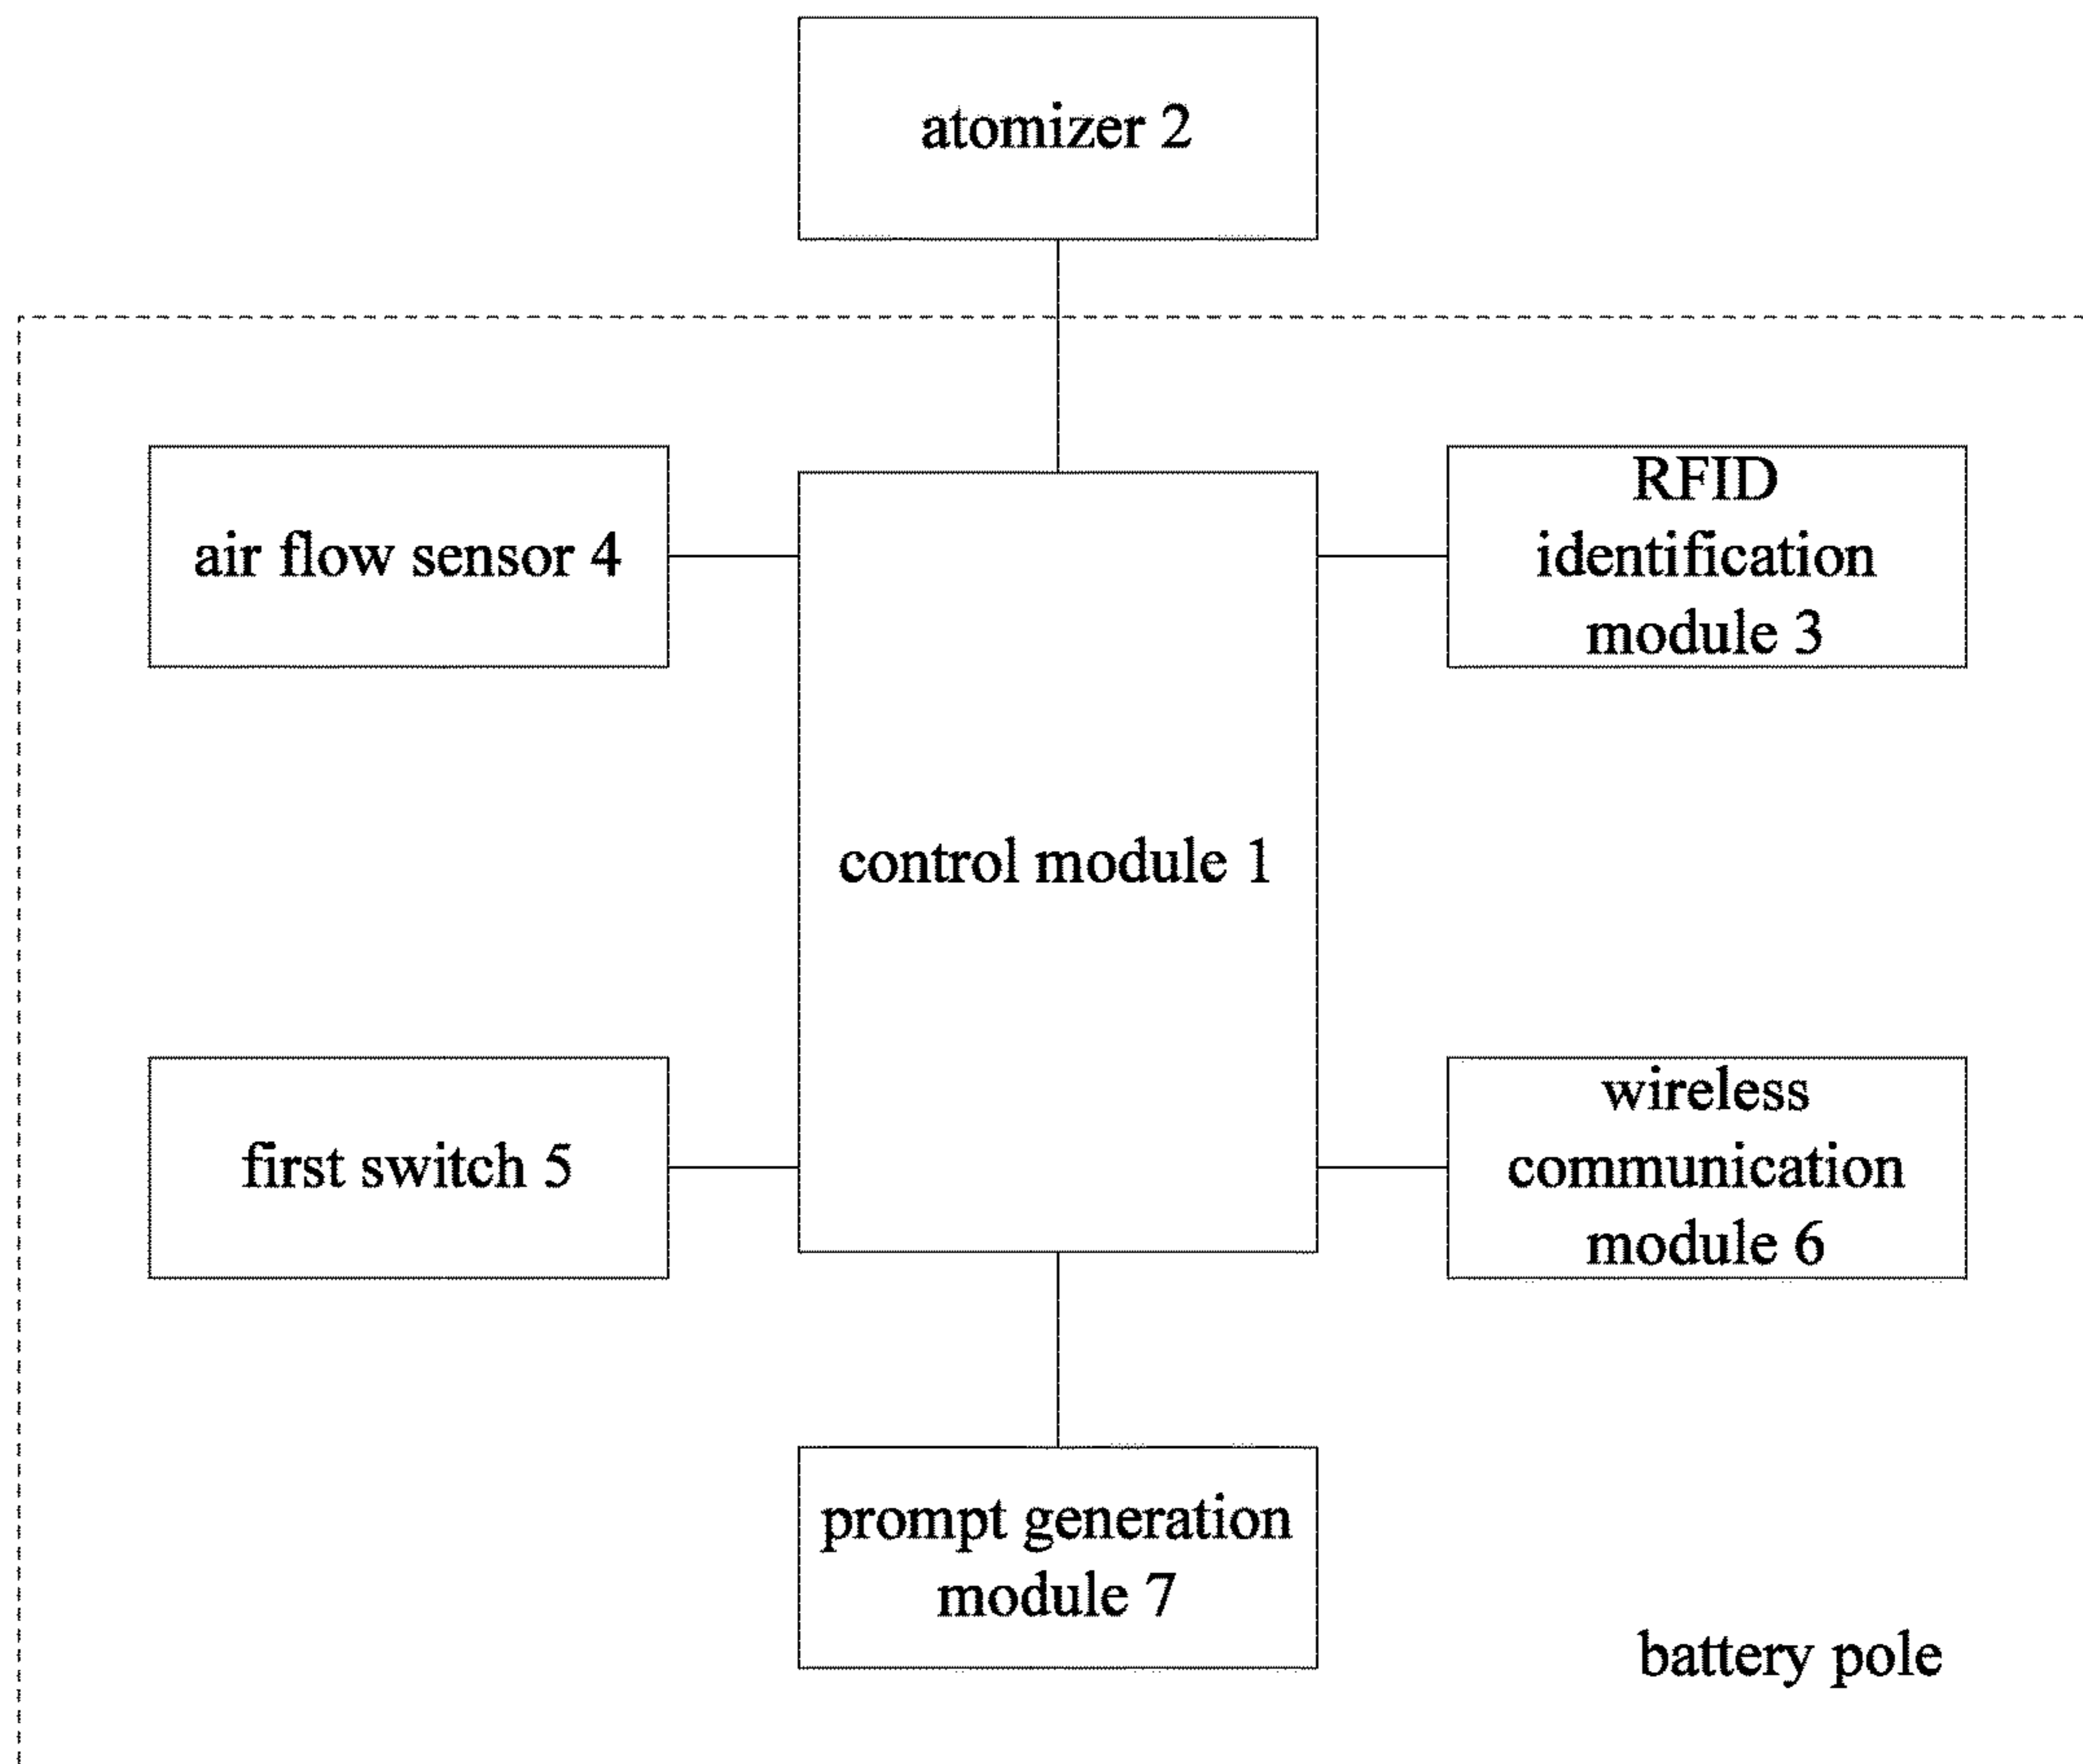 atomizer 2
air flow sensor 4
RFID
identification
module 3
control module 1
first switch 5
wireless
communication
module 6
prompt generation
module 7
battery pole